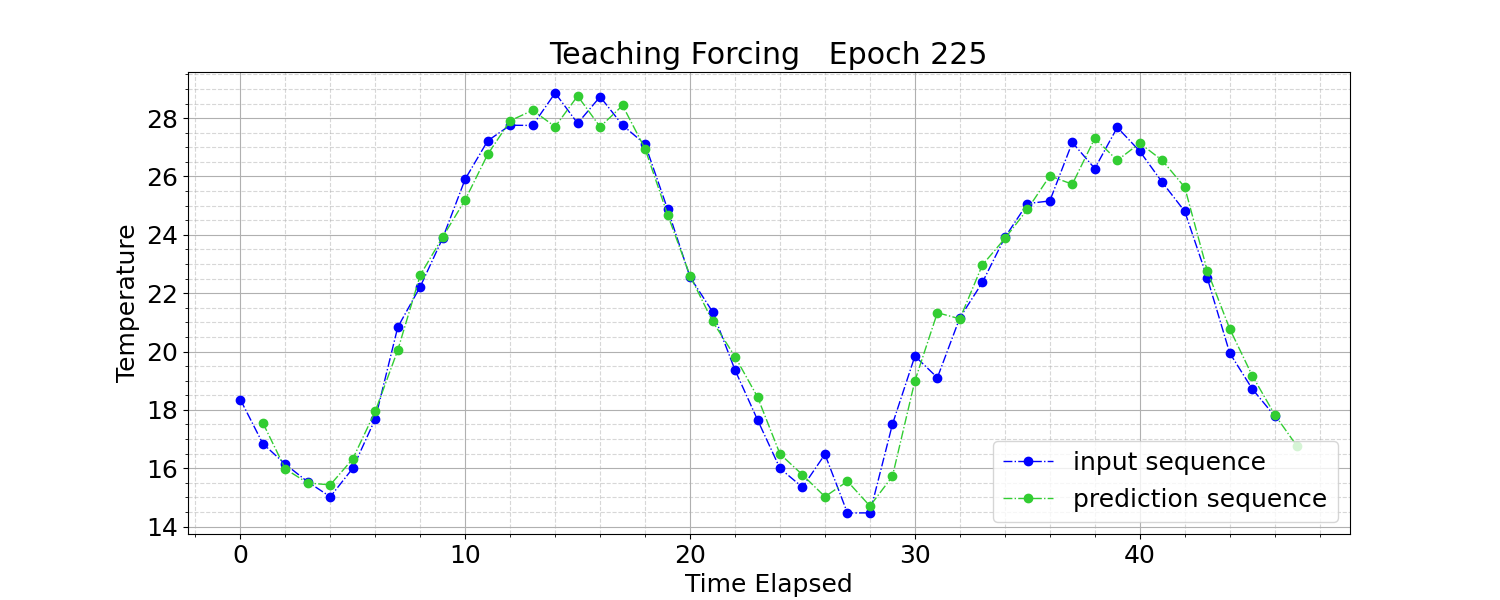 Teaching Forcing   Epoch 225
28
26
24
22
20
18
16
14
Temperature
0 10 20 30 40
Time Elapsed
input sequence
prediction sequence